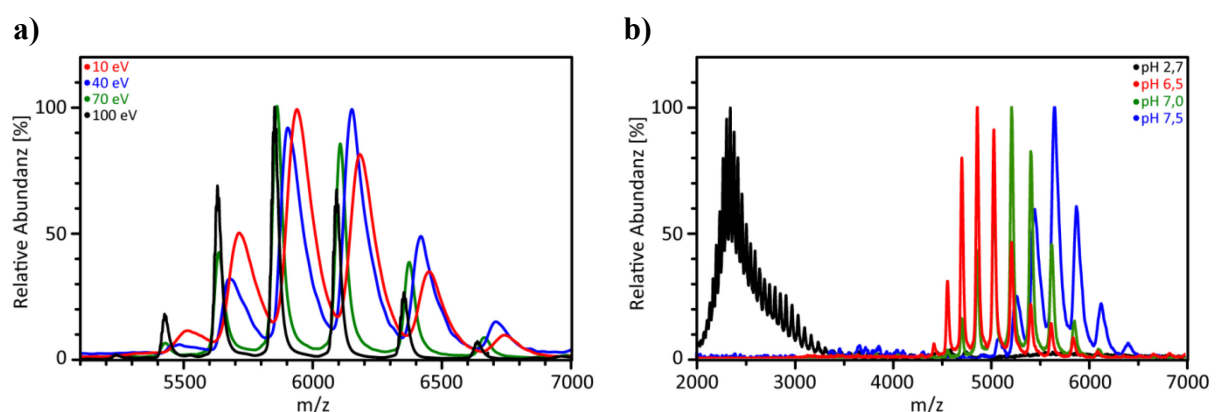 a)
10 eV
40 eV
70 eV
100 eV
100
50
0
Relative Abundanz [%]
5500
6000
6500
7000
m/z
b)
pH 2,7
pH 6,5
pH 7,0
pH 7,5
100
50
0
Relative Abundanz [%]
2000
3000
4000
5000
6000
7000
m/z